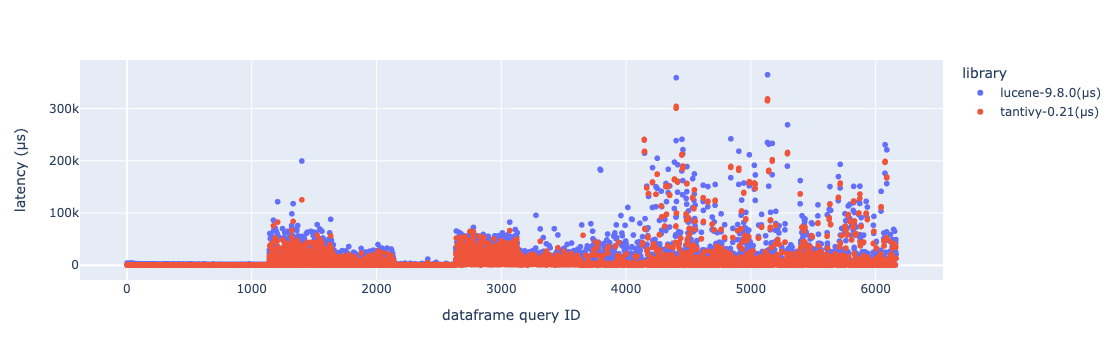 library
lucene-9.8.0(μs)
tantivy-0.21(μs)
latency (μs)
300k
200k
100k
0
0
1000
2000
3000
4000
5000
6000
dataframe query ID